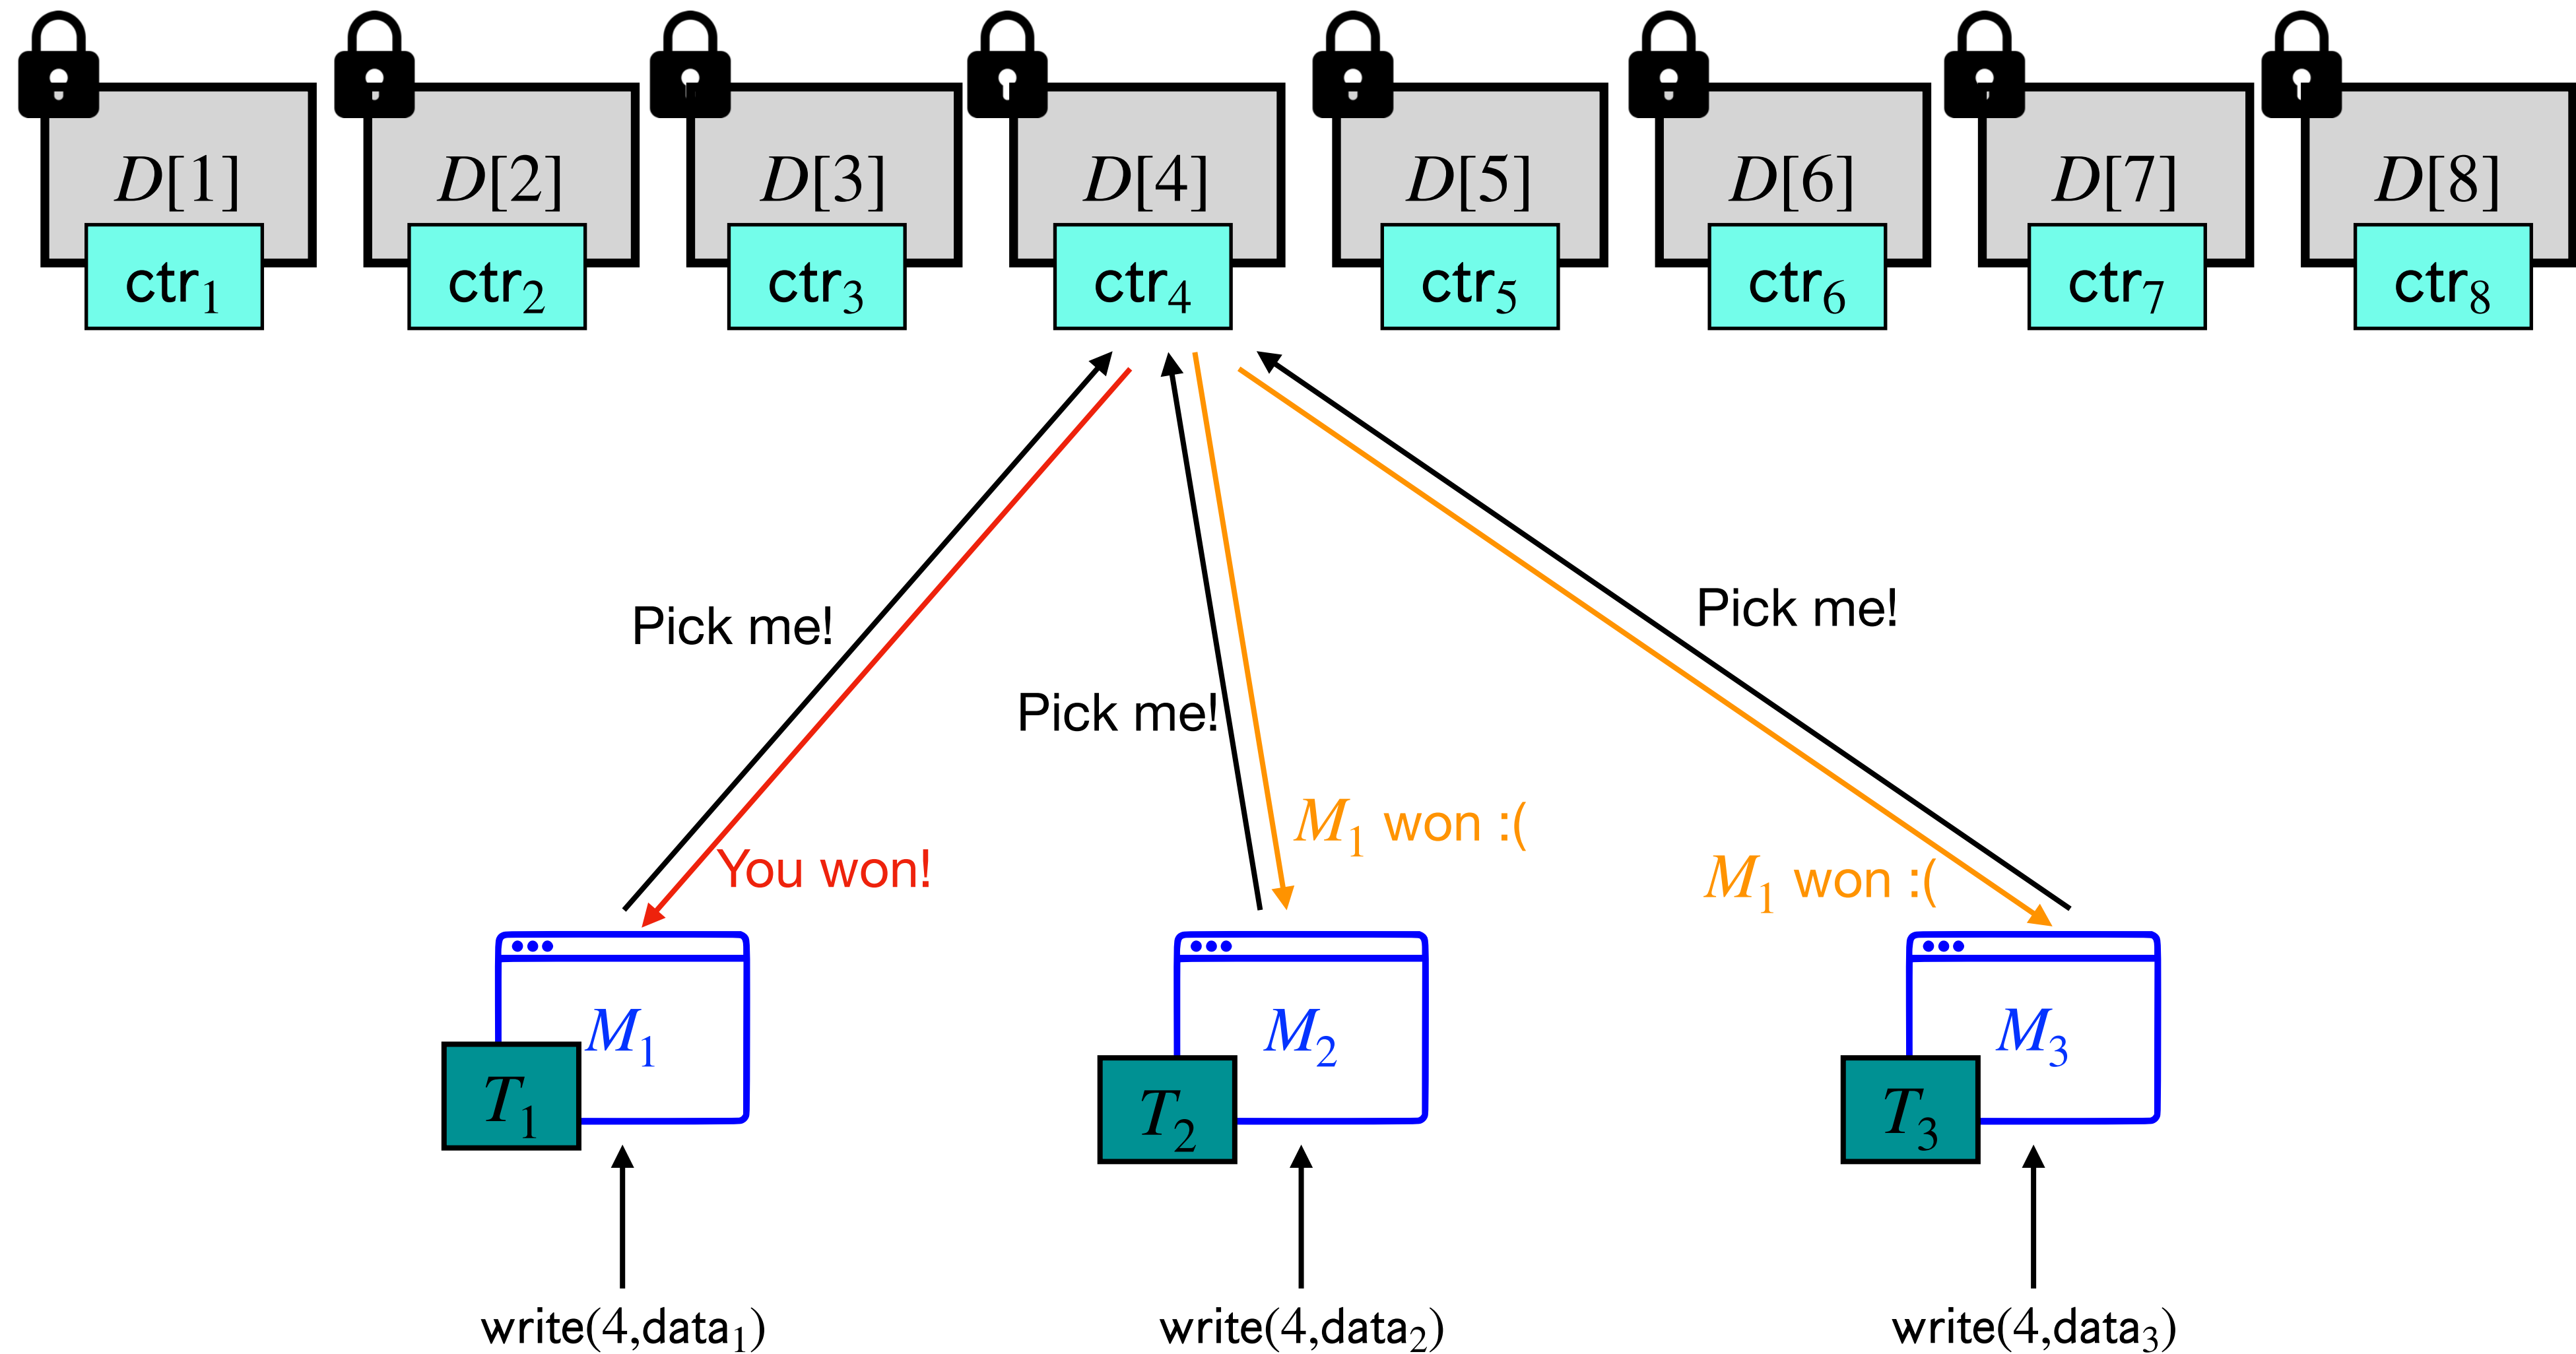 D[1] D[2] D[3] D[4] D[5] D[6] D[7] D[8]
ctr₁ ctr₂ ctr₃ ctr₄ ctr₅ ctr₆ ctr₇ ctr₈
Pick me!
Pick me!
Pick me!
You won!
M₁ won :(
M₁ won :(
M₁ M₂ M₃
T₁ T₂ T₃
write(4,data₁) write(4,data₂) write(4,data₃)